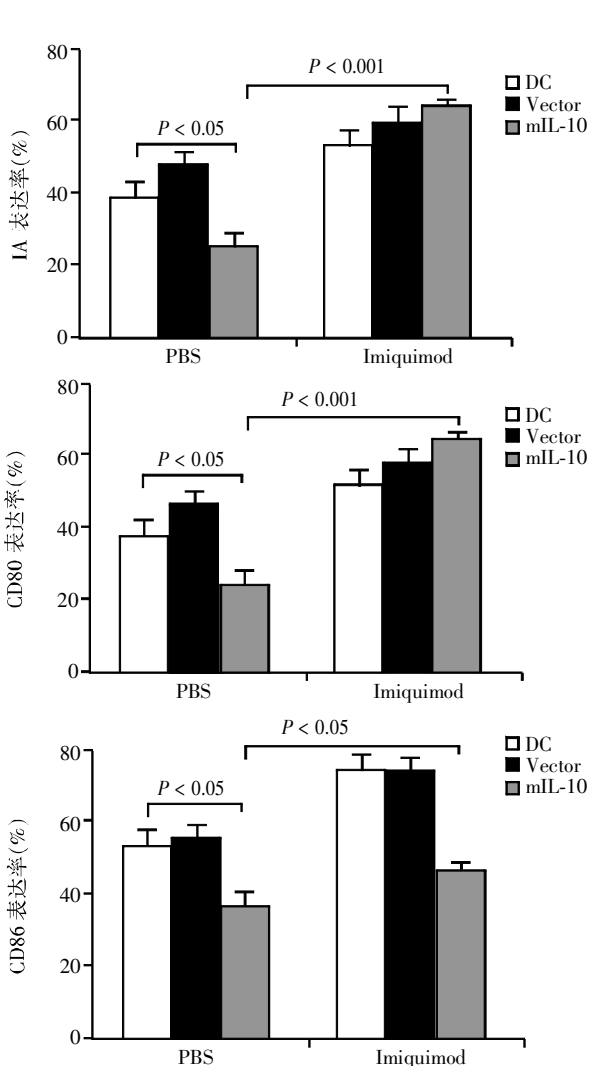 80
P < 0.001
DC
Vector
mIL-10
60
P < 0.05
IA 表达率(%)
40
20
0
PBS
Imiquimod
80
P < 0.001
DC
Vector
mIL-10
60
P < 0.05
CD80 表达率(%)
40
20
0
PBS
Imiquimod
P < 0.05
80
DC
Vector
mIL-10
P < 0.05
60
CD86 表达率(%)
40
20
0
PBS
Imiquimod